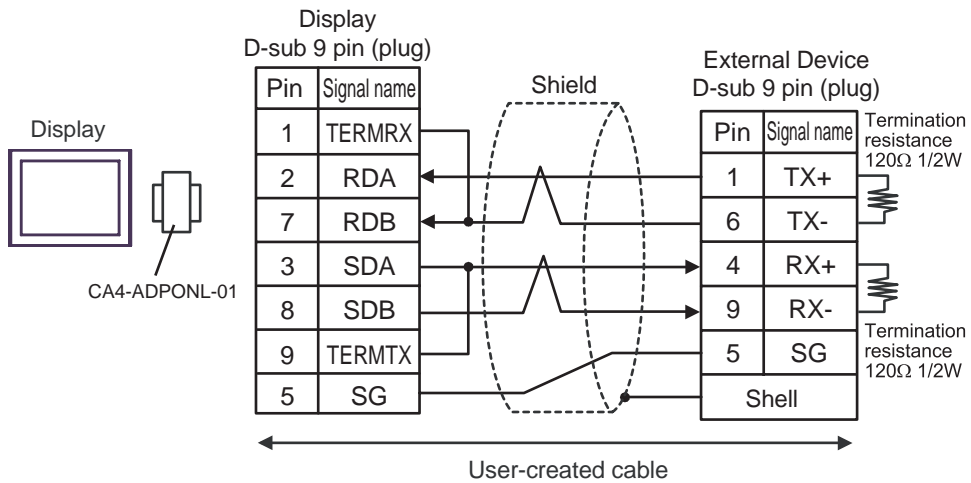 Display
D-sub 9 pin (plug)
Pin Signal name
1 TERMRX
2 RDA
7 RDB
3 SDA
8 SDB
9 TERMTX
5 SG
Shield
External Device
D-sub 9 pin (plug)
Pin Signal name
1 TX+
6 TX-
4 RX+
9 RX-
5 SG
Shell
Termination
resistance
120Ω 1/2W
Termination
resistance
120Ω 1/2W
Display
CA4-ADPONL-01
User-created cable